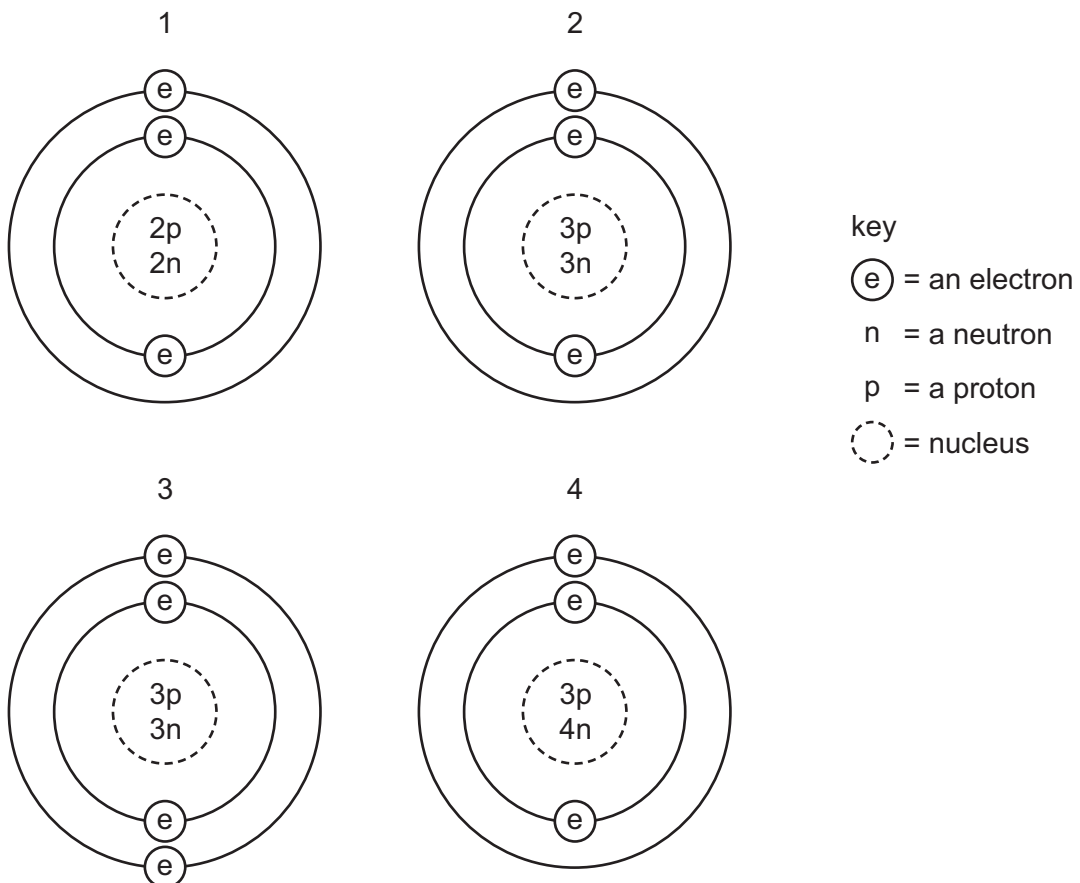 1
2
e
e
e
e
2p
2n
3p
3n
e
e
key
e = an electron
n = a neutron
p = a proton
= nucleus
3
4
e
e
e
e
3p
3n
3p
4n
e
e
e